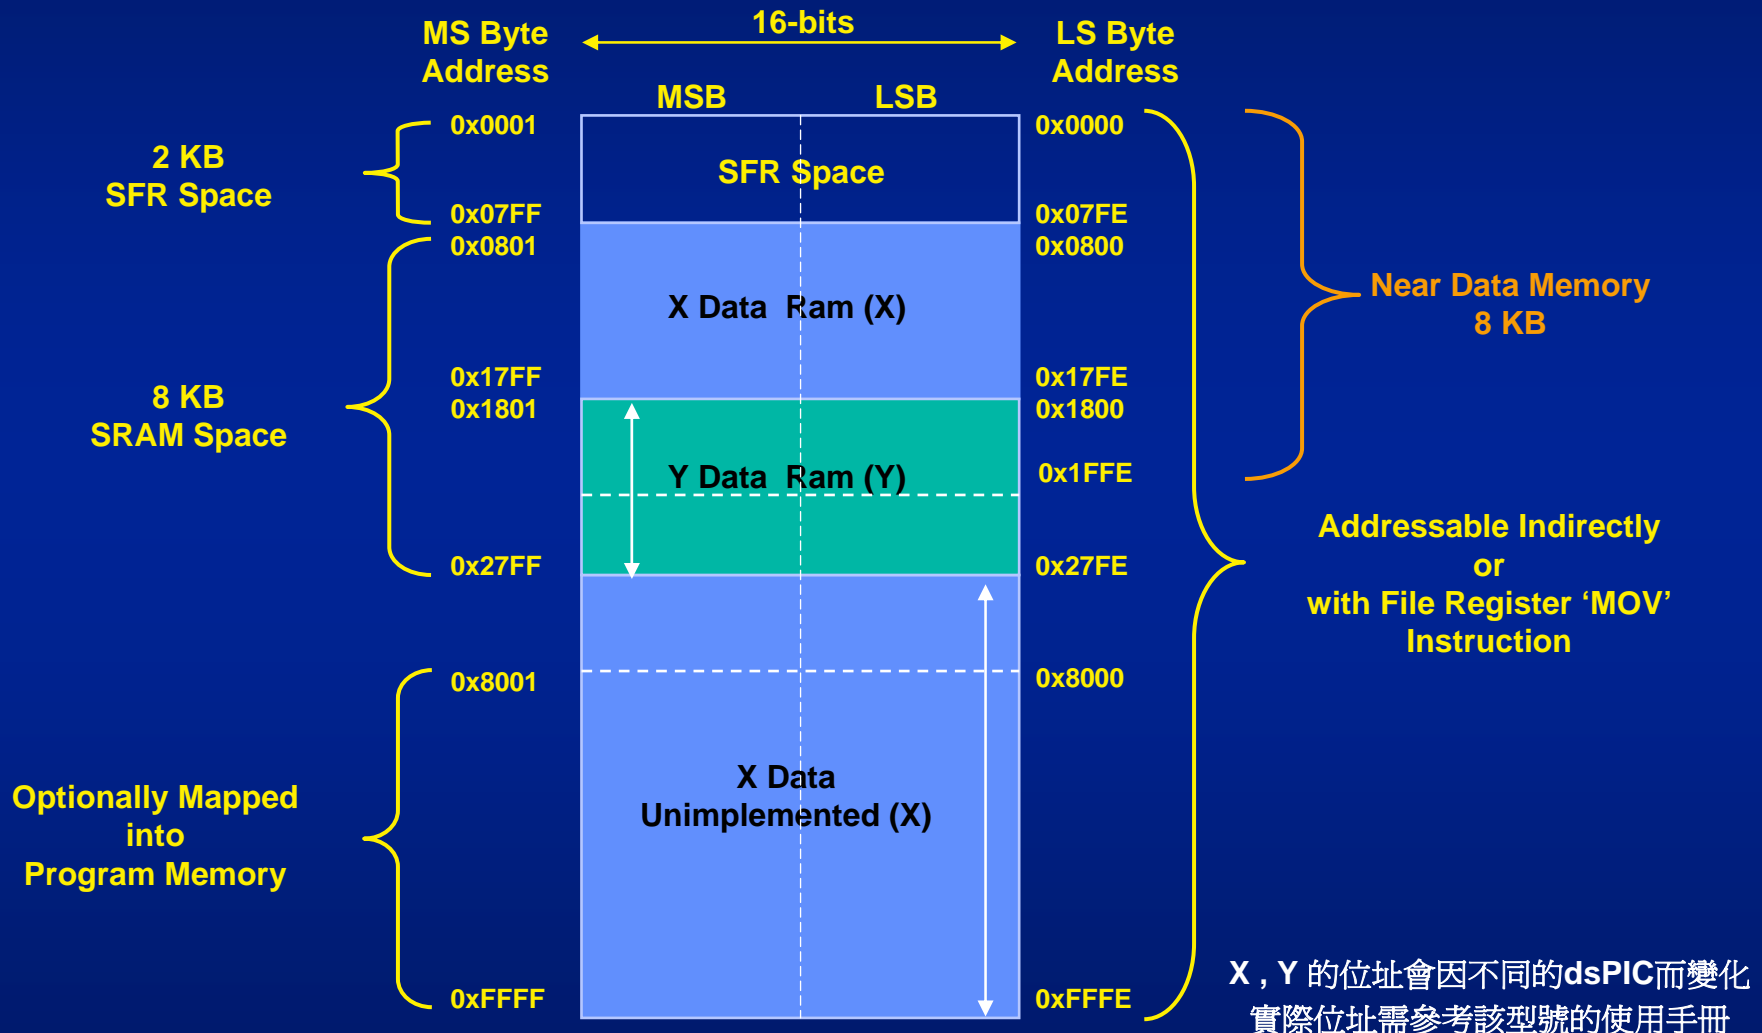 16-bits
MS Byte
Address
LS Byte
Address
MSB
LSB
0x0001
0x0000
2 KB
SFR Space
SFR Space
0x07FF
0x07FE
0x0801
0x0800
X Data Ram (X)
Near Data Memory
8 KB
0x17FF
0x17FE
8 KB
SRAM Space
0x1801
0x1800
Y Data Ram (Y)
0x1FFE
Addressable Indirectly
or
with File Register ‘MOV’
Instruction
0x27FF
0x27FE
0x8001
0x8000
X Data
Unimplemented (X)
Optionally Mapped
into
Program Memory
0xFFFF
0xFFFE
X , Y 的位址會因不同的dsPIC而變化
實際位址需參考該型號的使用手冊